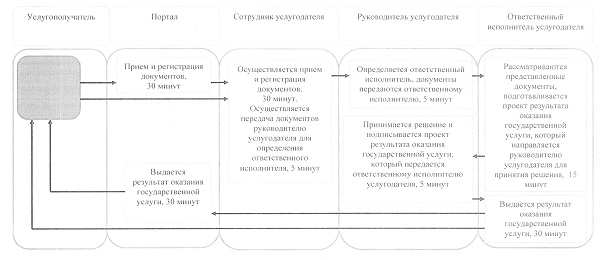 Услугополучатель
Портал
Сотрудник услугодателя
Руководитель услугодателя
Ответственный
исполнитель услугодателя
Прием и регистрация
документов,
30 минут
Выдается
результат оказания
государственной
услуги, 30 минут
Осуществляется прием
и регистрация
документов,
30 минут.
Осуществляется
передача документов
руководителю
услугодателя для
определения
ответственного
исполнителя, 5 минут
Определяется ответственный
исполнитель, документы
передаются ответственному
исполнителю, 5 минут
Принимается решение и
подписывается проект
результата оказания
государственной услуги,
который передается
ответственному исполнителю
услугодателя, 5 минут
Рассматриваются
представленные
документы,
подготавливается
проект результата
оказания
государственной
услуги, который
направляется
руководителю
услугодателя для
принятия решения, 15
минут
Выдается результат
оказания
государственной
услуги, 30 минут